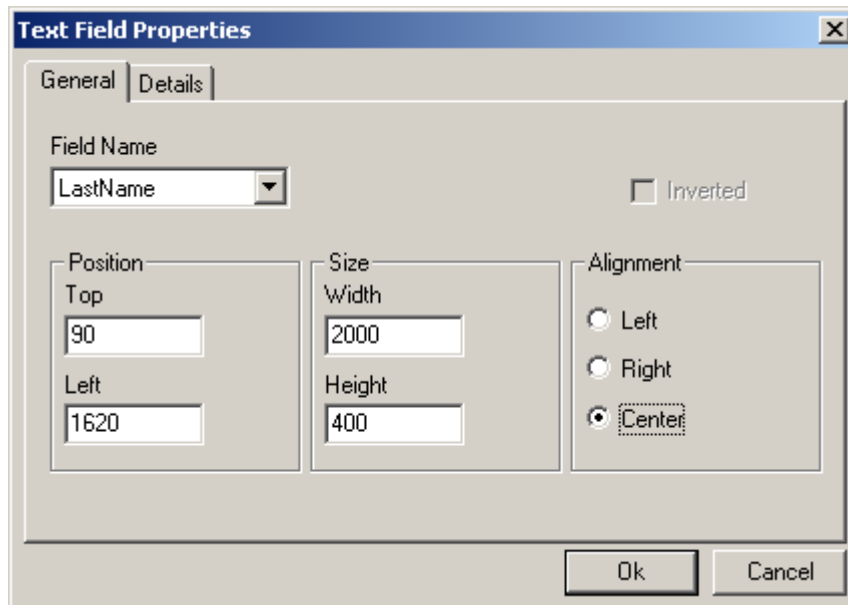 Text Field Properties
General Details
Field Name
LastName
Inverted
Position
Top
90
Left
1620
Size
Width
2000
Height
400
Alignment
Left
Right
Center
Ok Cancel